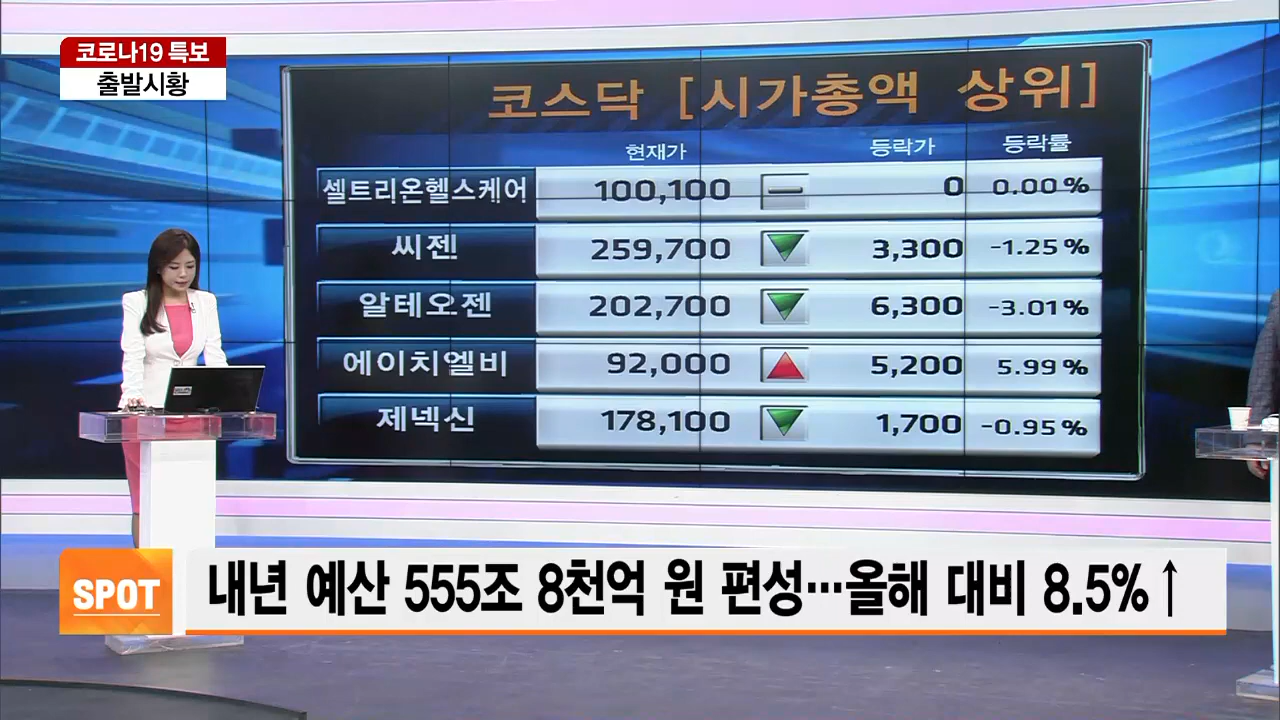 코로나19 특보
출발시황
코스닥 [시가총액 상위]
현재가 등락가 등락률
셀트리온헬스케어 100,100 0 0.00%
씨젠 259,700 ▼ 3,300 -1.25%
알테오젠 202,700 ▼ 6,300 -3.01%
에이치엘비 92,000 ▲ 5,200 5.99%
제넥신 178,100 ▼ 1,700 -0.95%
SPOT 내년 예산 555조 8천억 원 편성…올해 대비 8.5%↑